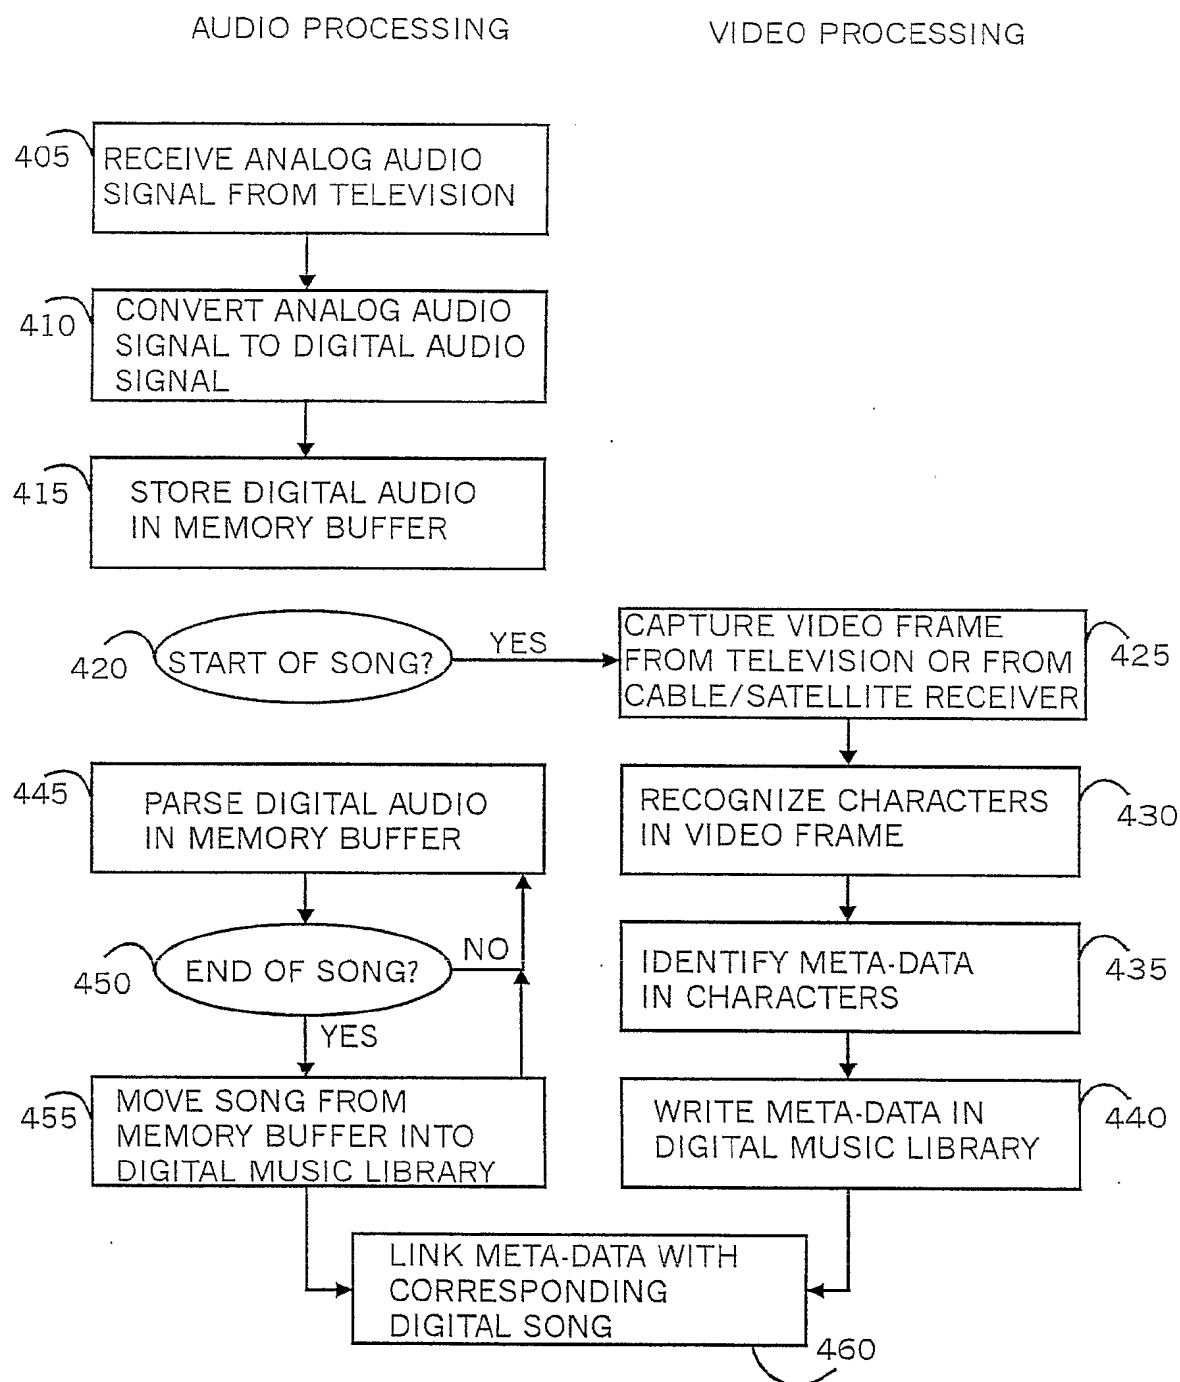 AUDIO PROCESSING
VIDEO PROCESSING
405
RECEIVE ANALOG AUDIO
SIGNAL FROM TELEVISION
410
CONVERT ANALOG AUDIO
SIGNAL TO DIGITAL AUDIO
SIGNAL
415
STORE DIGITAL AUDIO
IN MEMORY BUFFER
420
START OF SONG?
YES
CAPTURE VIDEO FRAME
FROM TELEVISION OR FROM
CABLE/SATELLITE RECEIVER
425
445
PARSE DIGITAL AUDIO
IN MEMORY BUFFER
RECOGNIZE CHARACTERS
IN VIDEO FRAME
430
450
END OF SONG?
NO
YES
IDENTIFY META-DATA
IN CHARACTERS
435
455
MOVE SONG FROM
MEMORY BUFFER INTO
DIGITAL MUSIC LIBRARY
WRITE META-DATA IN
DIGITAL MUSIC LIBRARY
440
LINK META-DATA WITH
CORRESPONDING
DIGITAL SONG
460